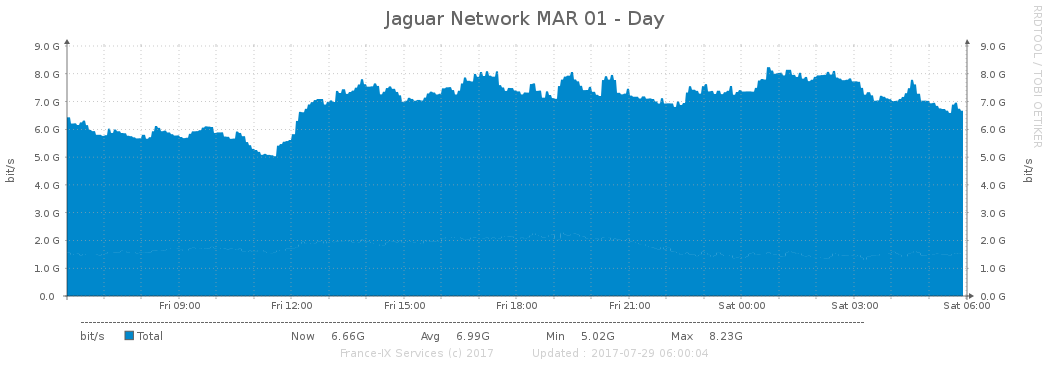 Jaguar Network MAR 01 - Day
RRDTOOL / TOBI OETIKER
9.0 G 9.0 G
8.0 G 8.0 G
7.0 G 7.0 G
6.0 G 6.0 G
5.0 G 5.0 G
4.0 G 4.0 G
3.0 G 3.0 G
2.0 G 2.0 G
1.0 G 1.0 G
0.0 0.0 G
bit/s
bit/s
Fri 09:00 Fri 12:00 Fri 15:00 Fri 18:00 Fri 21:00 Sat 00:00 Sat 03:00 Sat 06:00
bit/s Total Now 6.66G Avg 6.99G Min 5.02G Max 8.23G
France-IX Services (c) 2017 Updated : 2017-07-29 06:00:04